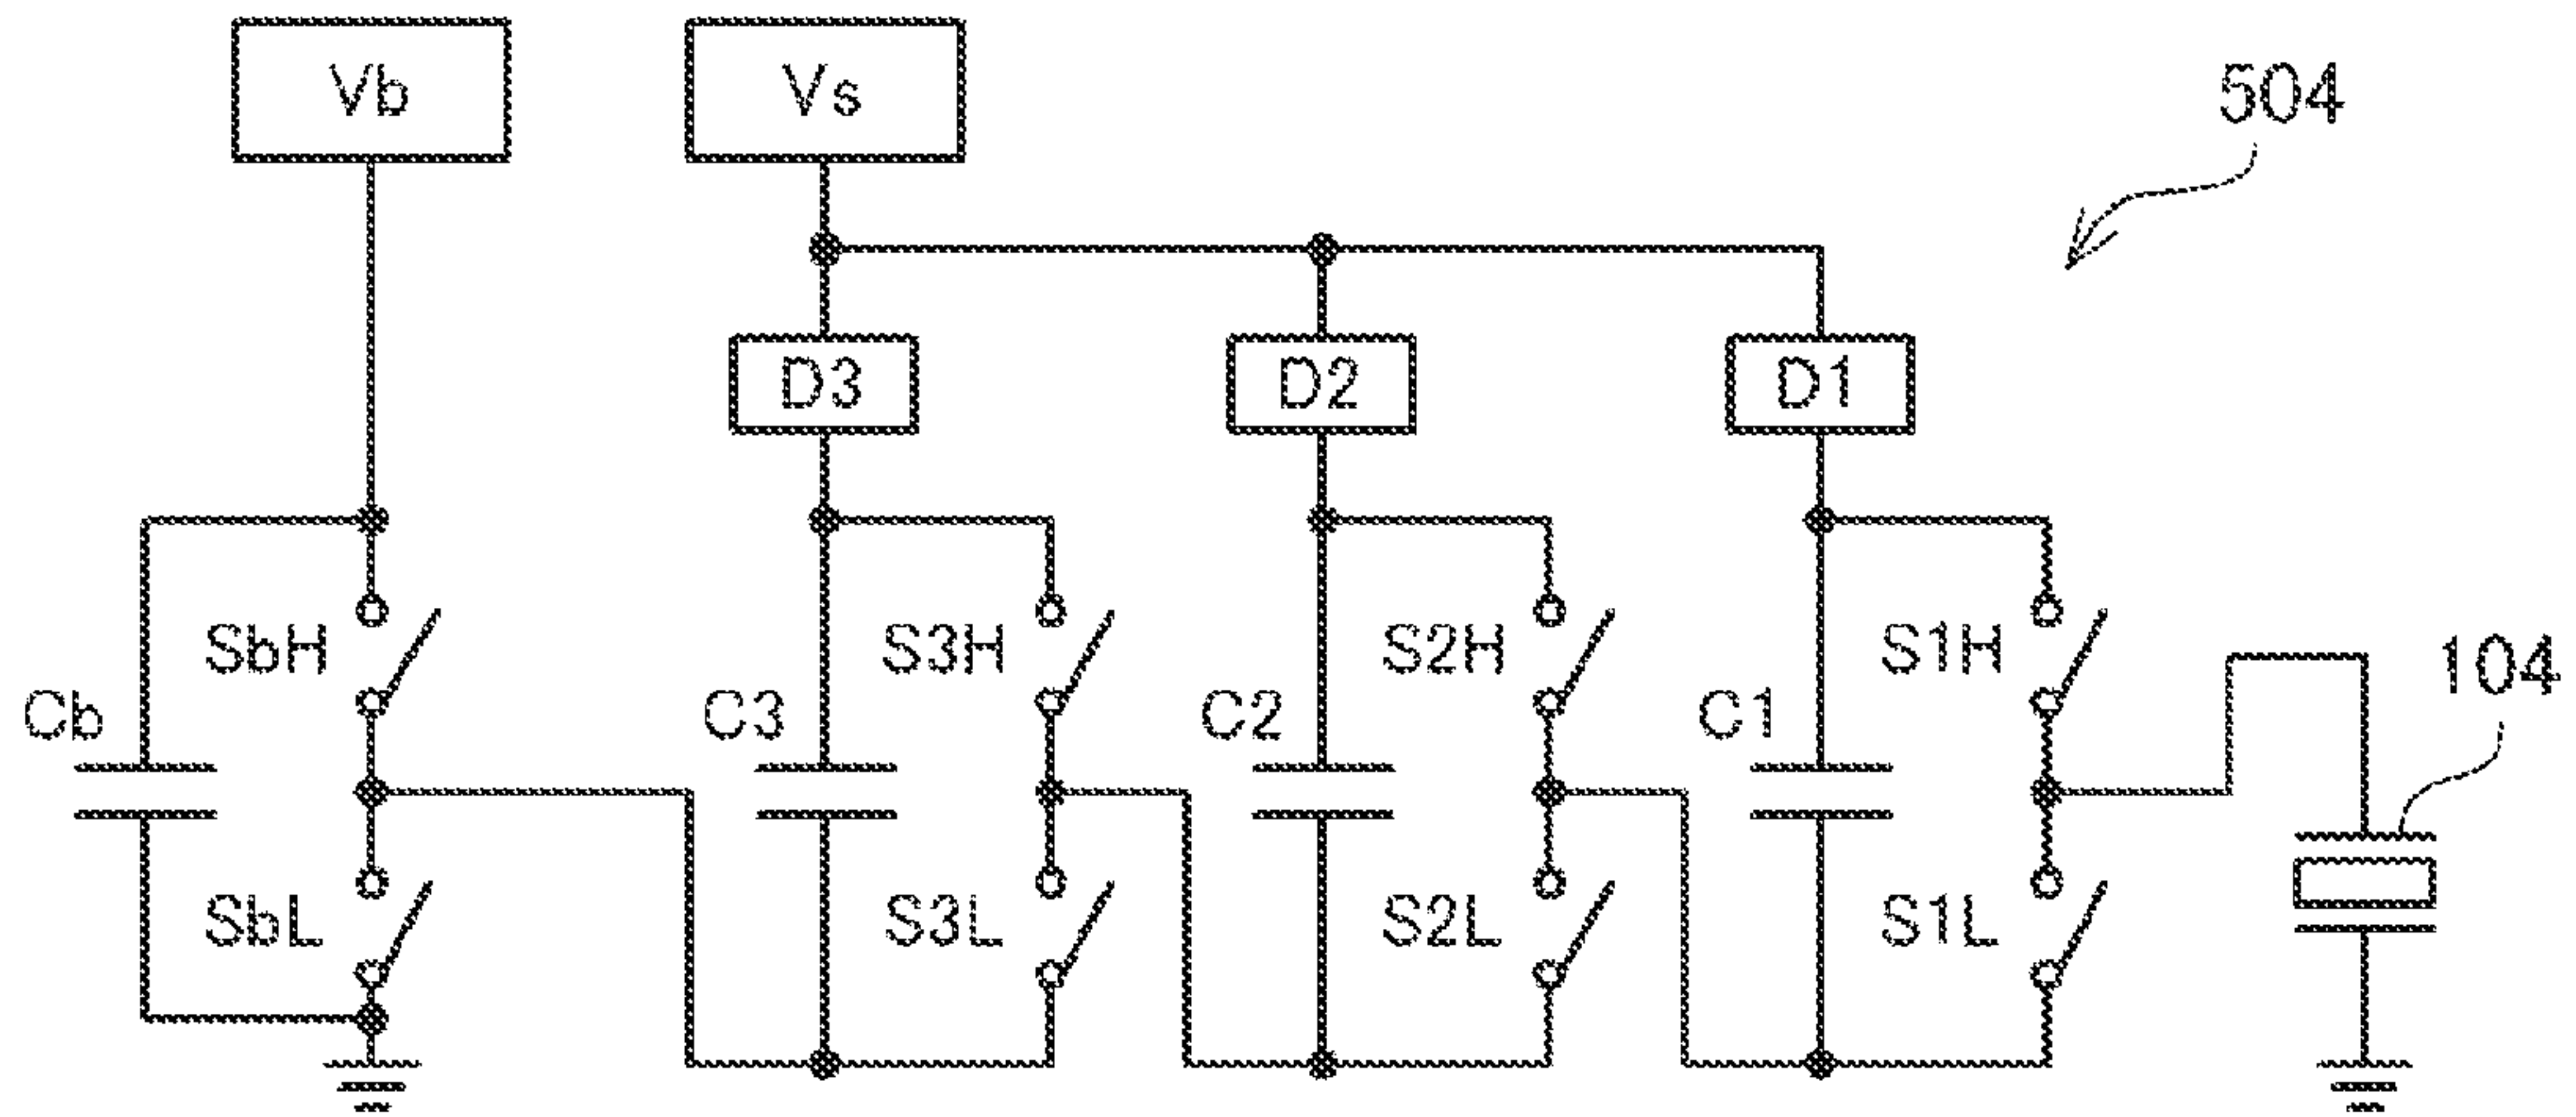 Vb
Vs
504
D3
D2
D1
SbH
S3H
S2H
S1H
104
Cb
C3
C2
C1
SbL
S3L
S2L
S1L